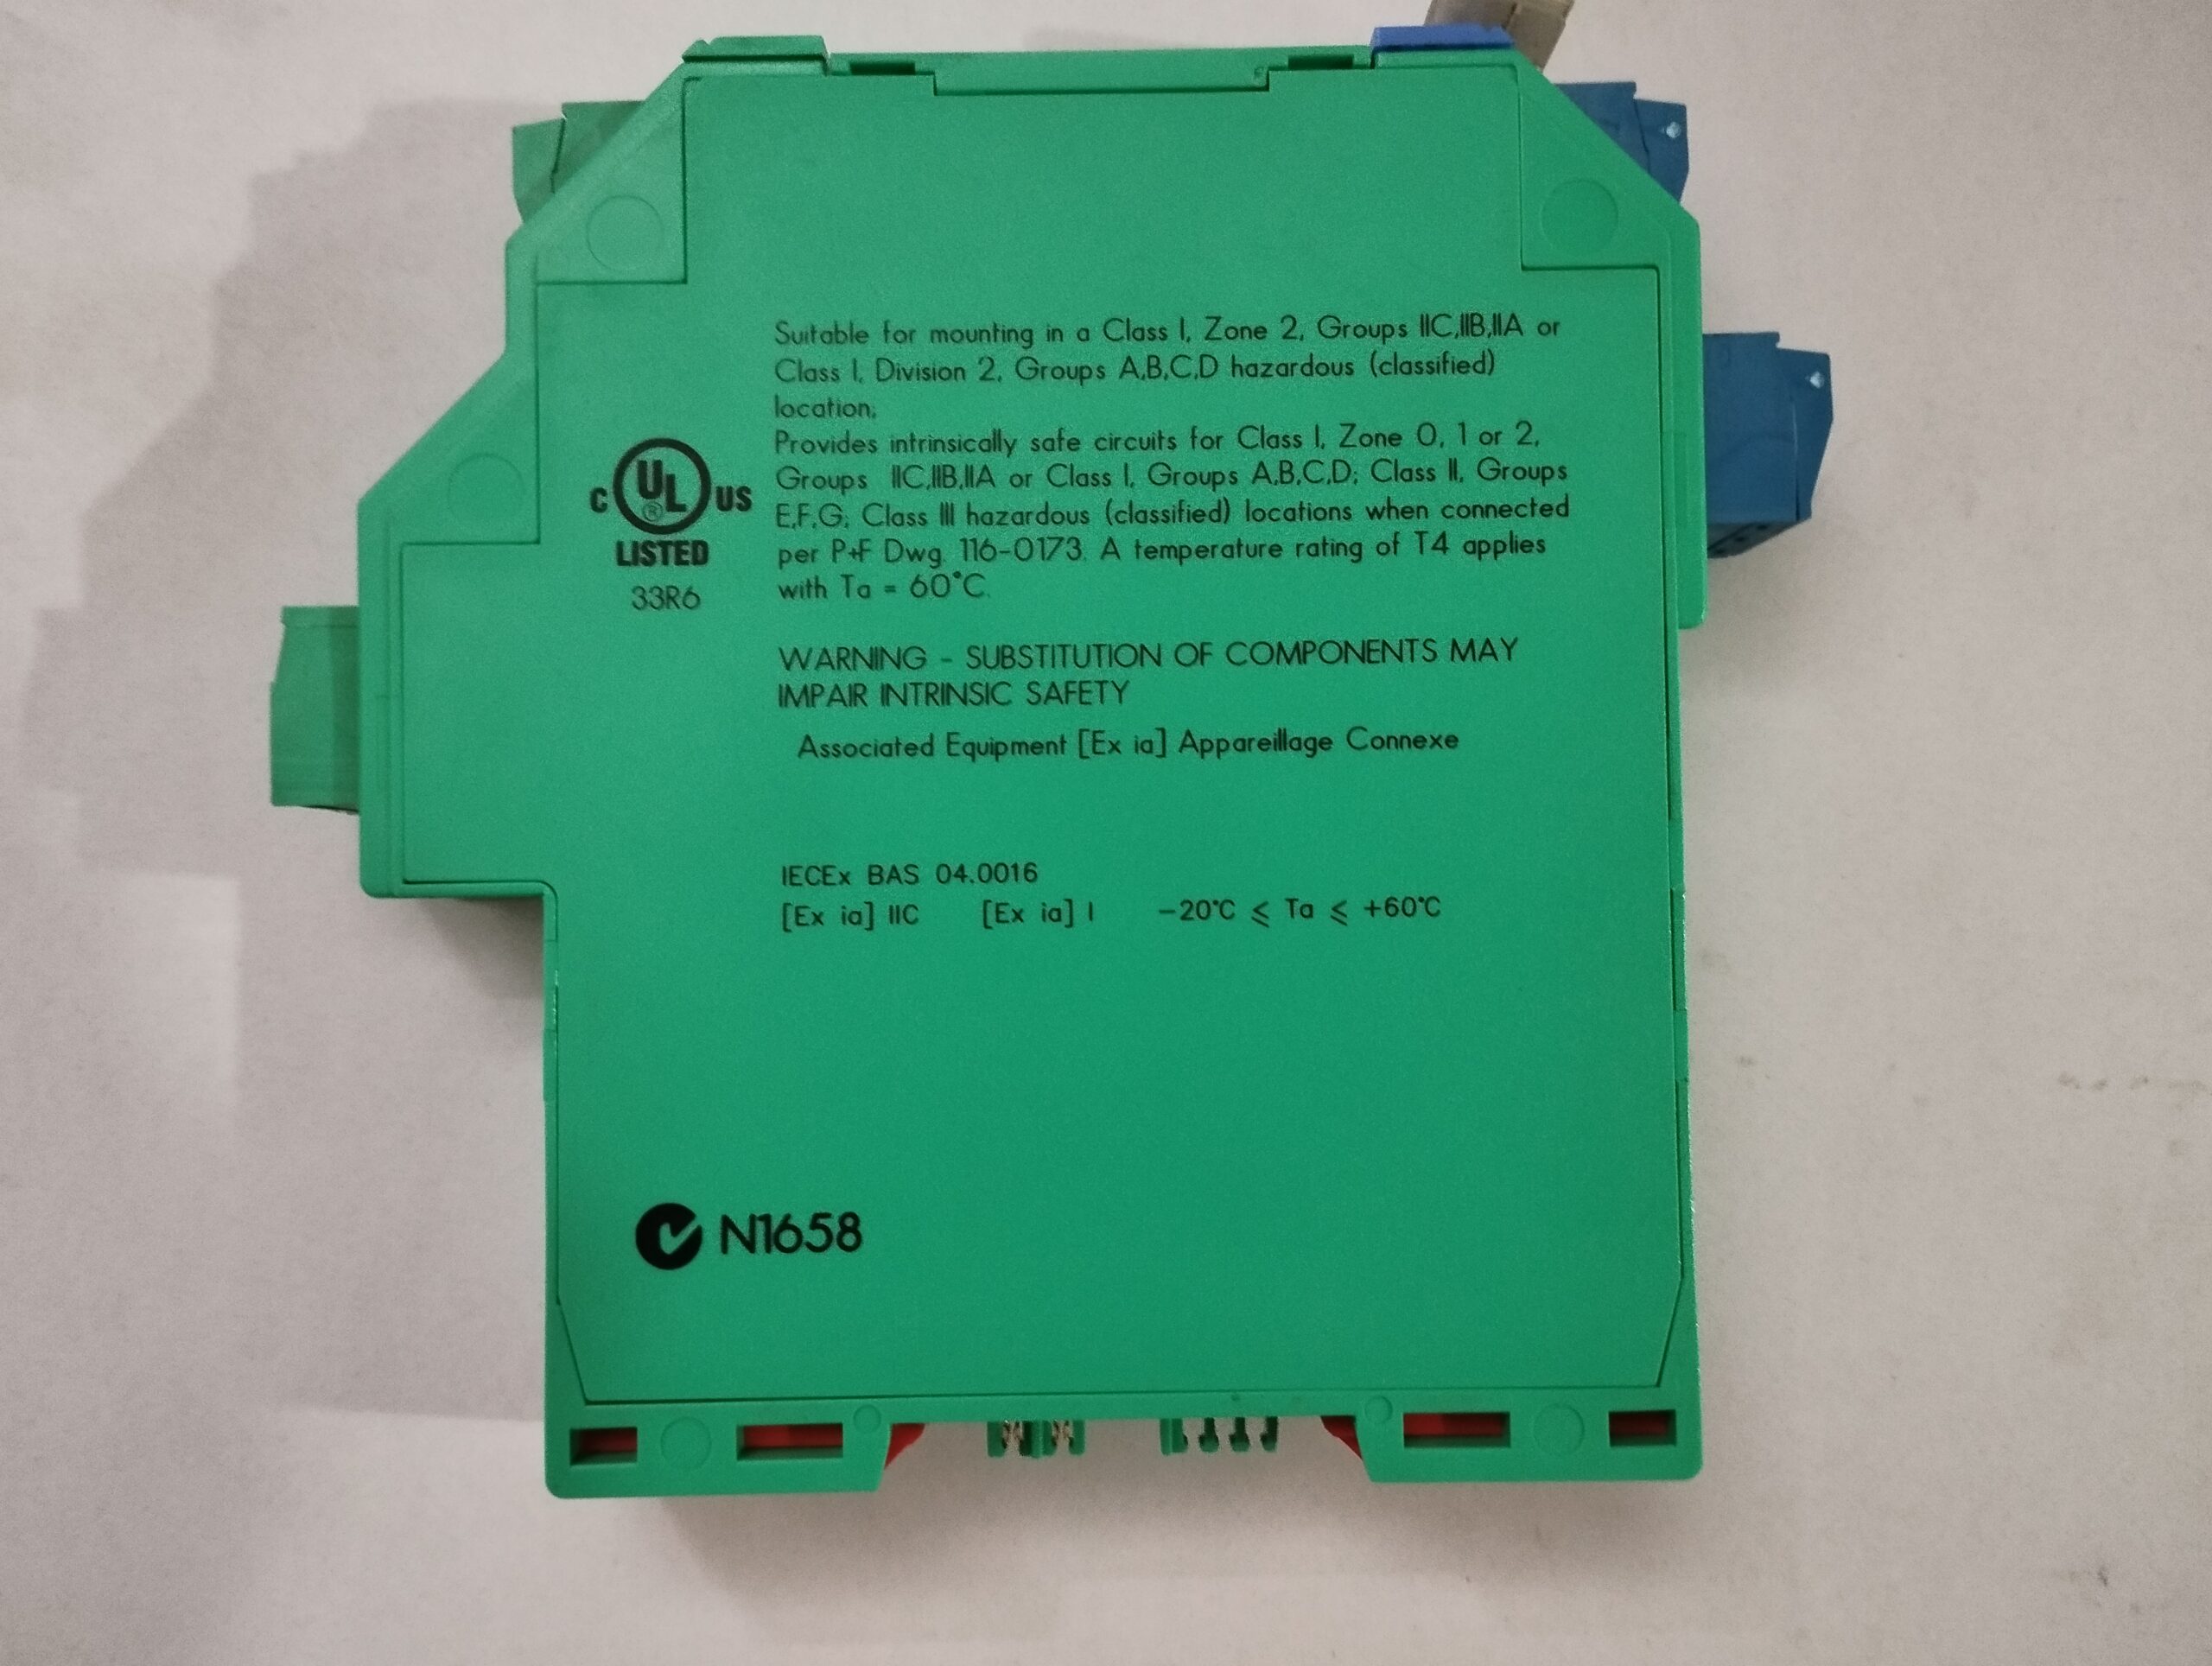 Suitable for mounting in a Class I, Zone 2, Groups IIC,IIB,IIA or
Class I, Division 2, Groups A,B,C,D hazardous (classified)
location;
Provides intrinsically safe circuits for Class I, Zone 0, 1 or 2,
Groups IIC,IIB,IIA or Class I, Groups A,B,C,D; Class II, Groups
E,F,G; Class III hazardous (classified) locations when connected
per P+F Dwg. 116-0173. A temperature rating of T4 applies
with Ta = 60°C.
C UL ® US
LISTED
33R6
WARNING - SUBSTITUTION OF COMPONENTS MAY
IMPAIR INTRINSIC SAFETY
Associated Equipment [Ex ia] Appareillage Connexe
IECEx BAS 04.0016
[Ex ia] IIC [Ex ia] I -20°C ⩽ Ta ⩽ +60°C
N1658